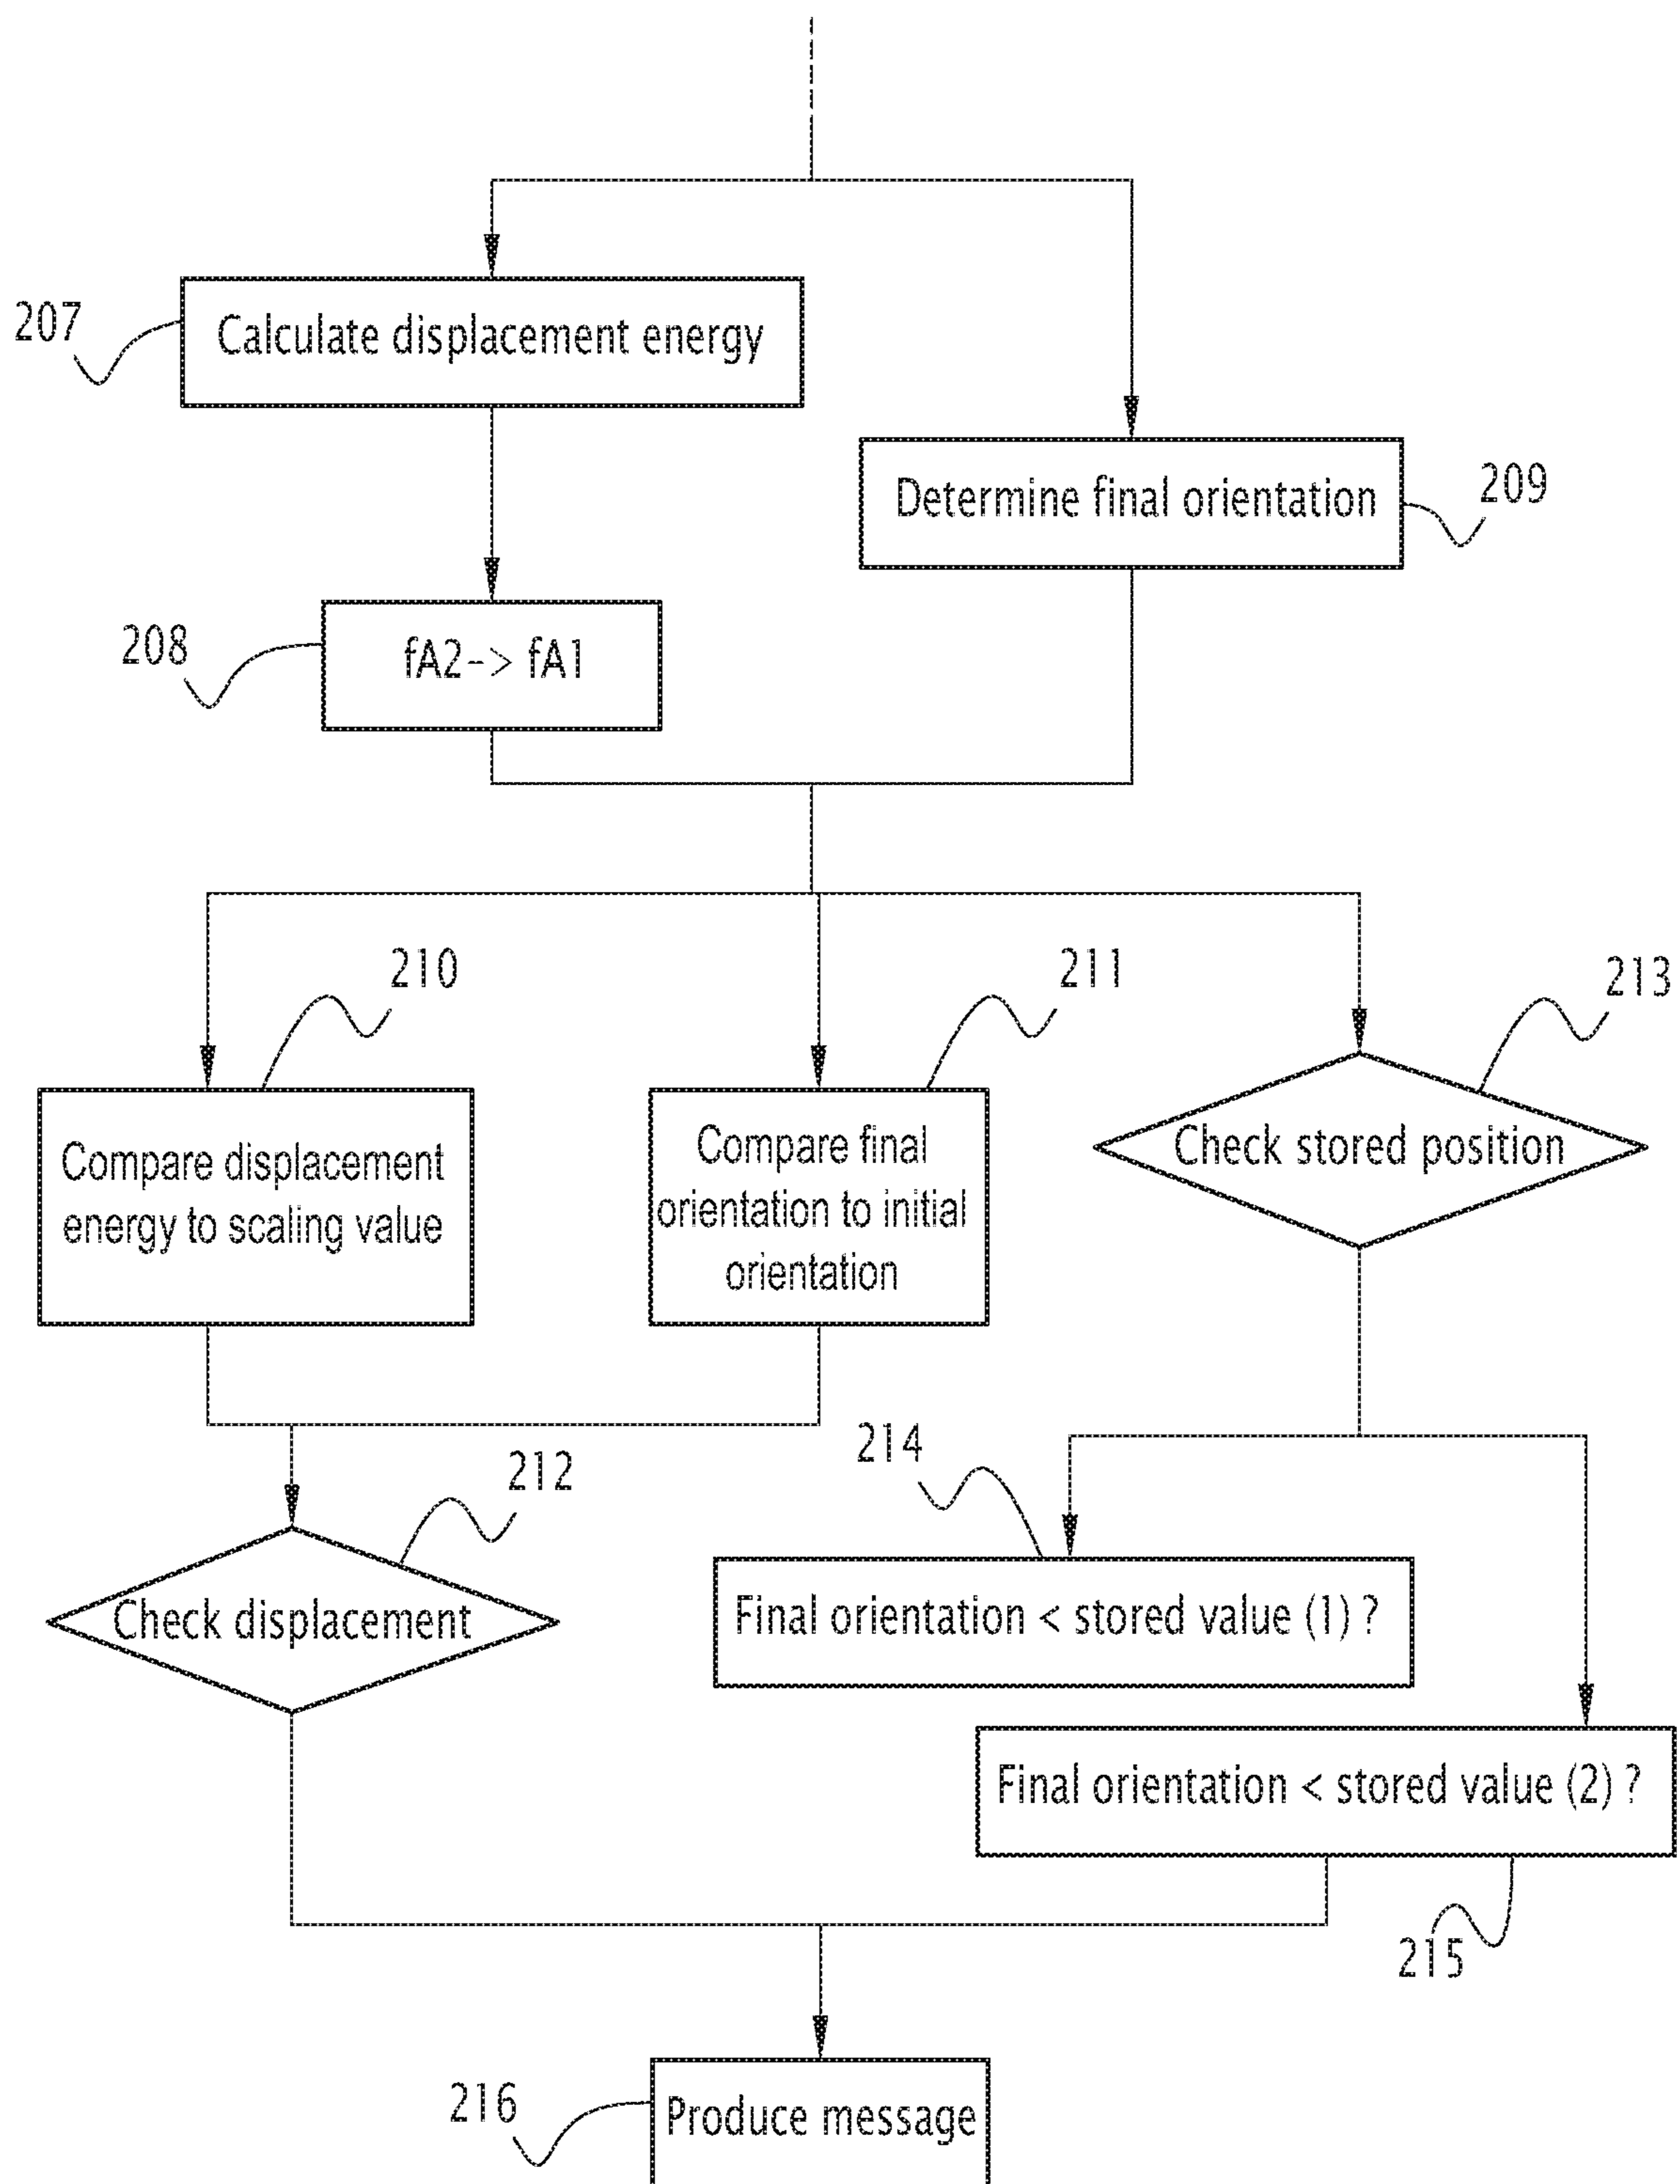 207
Calculate displacement energy
Determine final orientation
209
208
fA2-> fA1
210
211
213
Compare displacement
energy to scaling value
Compare final
orientation to initial
orientation
Check stored position
214
212
Final orientation < stored value (1) ?
Check displacement
Final orientation < stored value (2) ?
215
216
Produce message